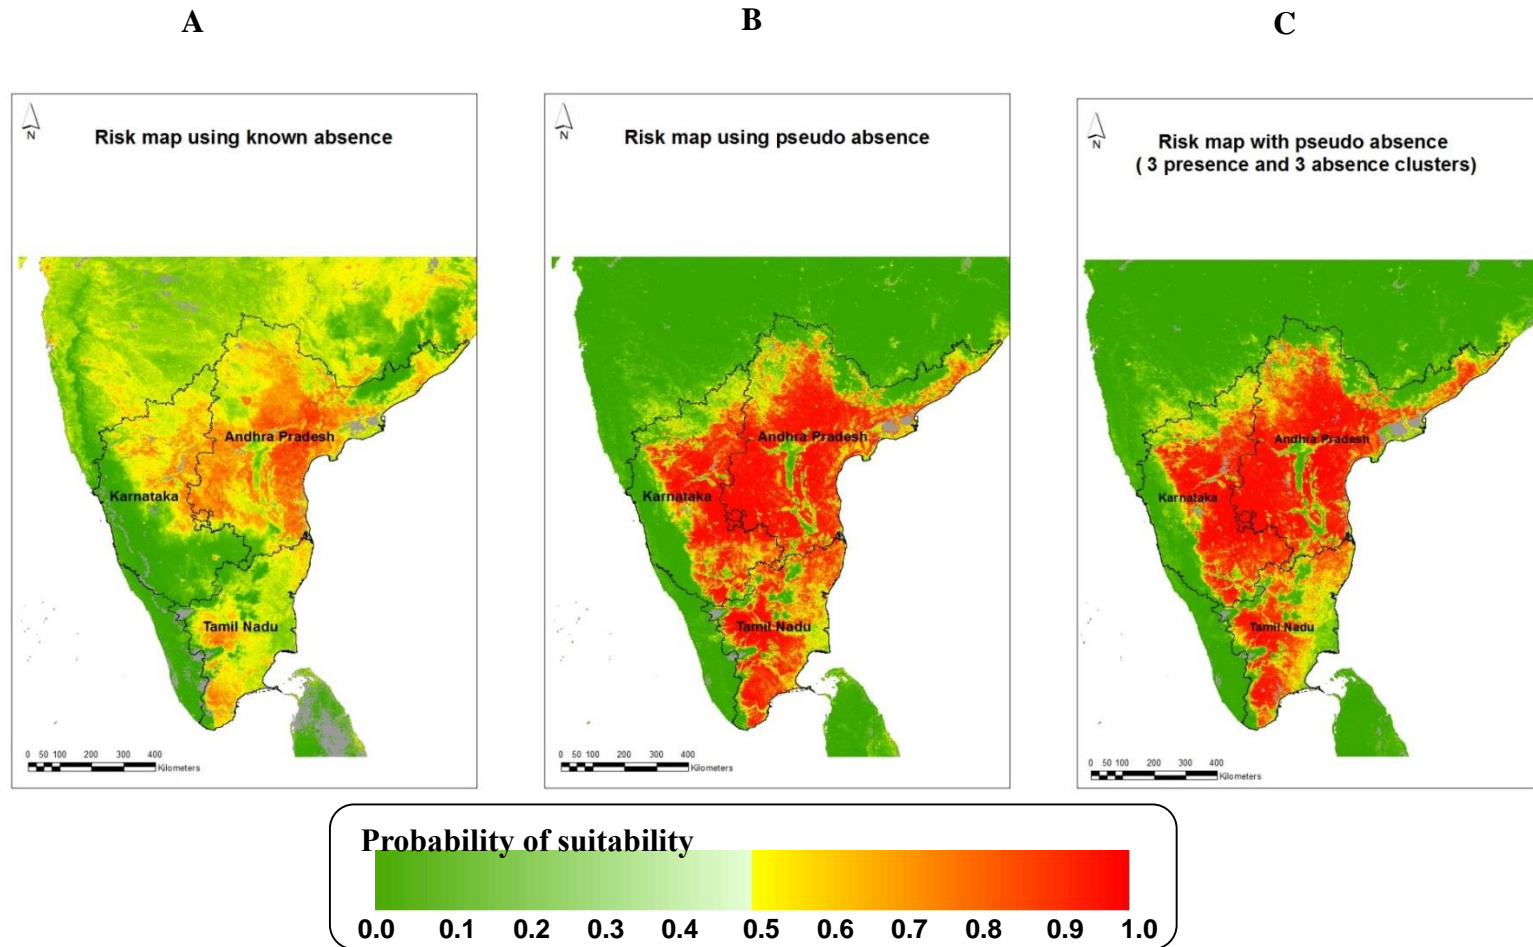 A
B
C
N
Risk map using known absence
Andhra Pradesh
Karnataka
Tamil Nadu
0 50 100 200 300 400
Kilometers
N
Risk map using pseudo absence
Andhra Pradesh
Karnataka
Tamil Nadu
0 50 100 200 300 400
Kilometers
N
Risk map with pseudo absence
( 3 presence and 3 absence clusters)
Andhra Pradesh
Karnataka
Tamil Nadu
0 50 100 200 300 400
Kilometers
Probability of suitability
0.0 0.1 0.2 0.3 0.4 0.5 0.6 0.7 0.8 0.9 1.0